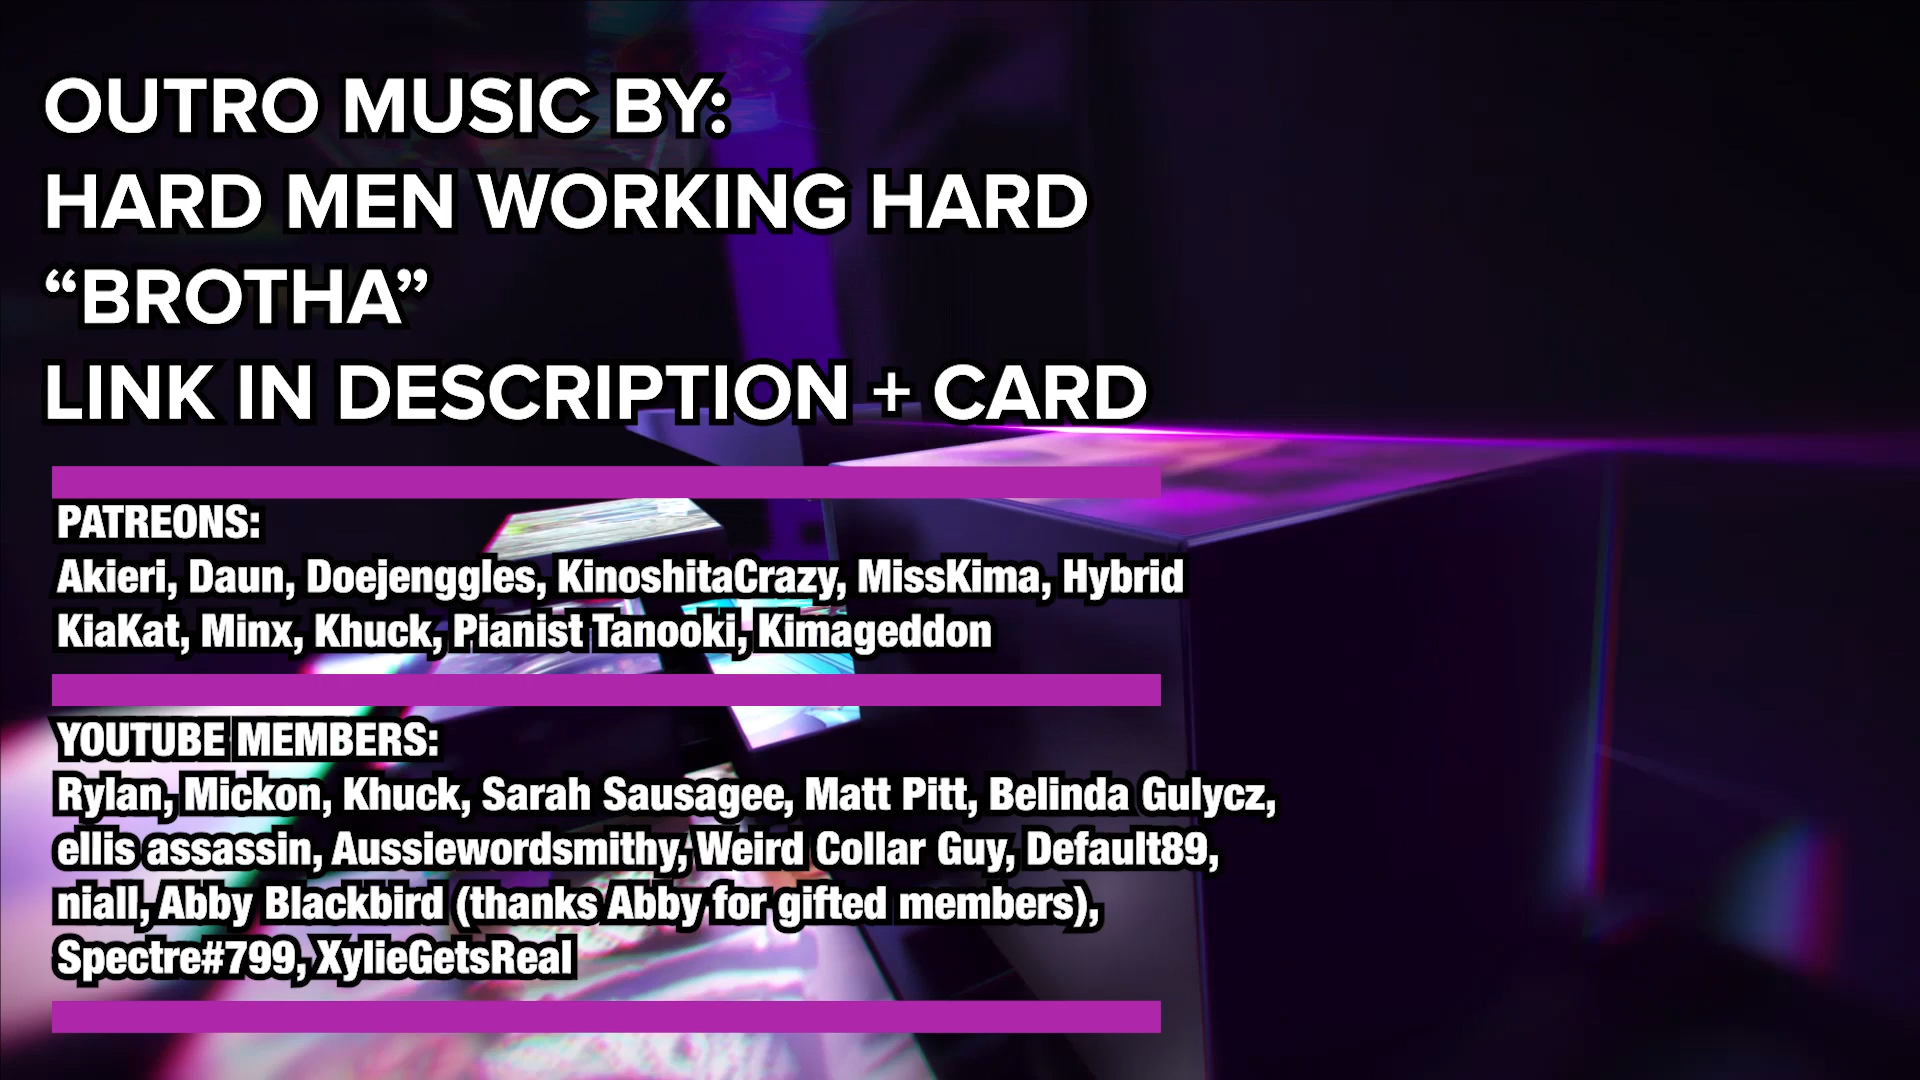 OUTRO MUSIC BY:
HARD MEN WORKING HARD
“BROTHA”
LINK IN DESCRIPTION + CARD
PATREONS:
Akieri, Daun, Doejenggles, KinoshitaCrazy, MissKima, Hybrid
KiaKat, Minx, Khuck, Pianist Tanooki, Kimageddon
YOUTUBE MEMBERS:
Rylan, Mickon, Khuck, Sarah Sausagee, Matt Pitt, Belinda Gulycz,
ellis assassin, Aussiewordsmithy, Weird Collar Guy, Default89,
niall, Abby Blackbird (thanks Abby for gifted members),
Spectre#799, XylieGetsReal